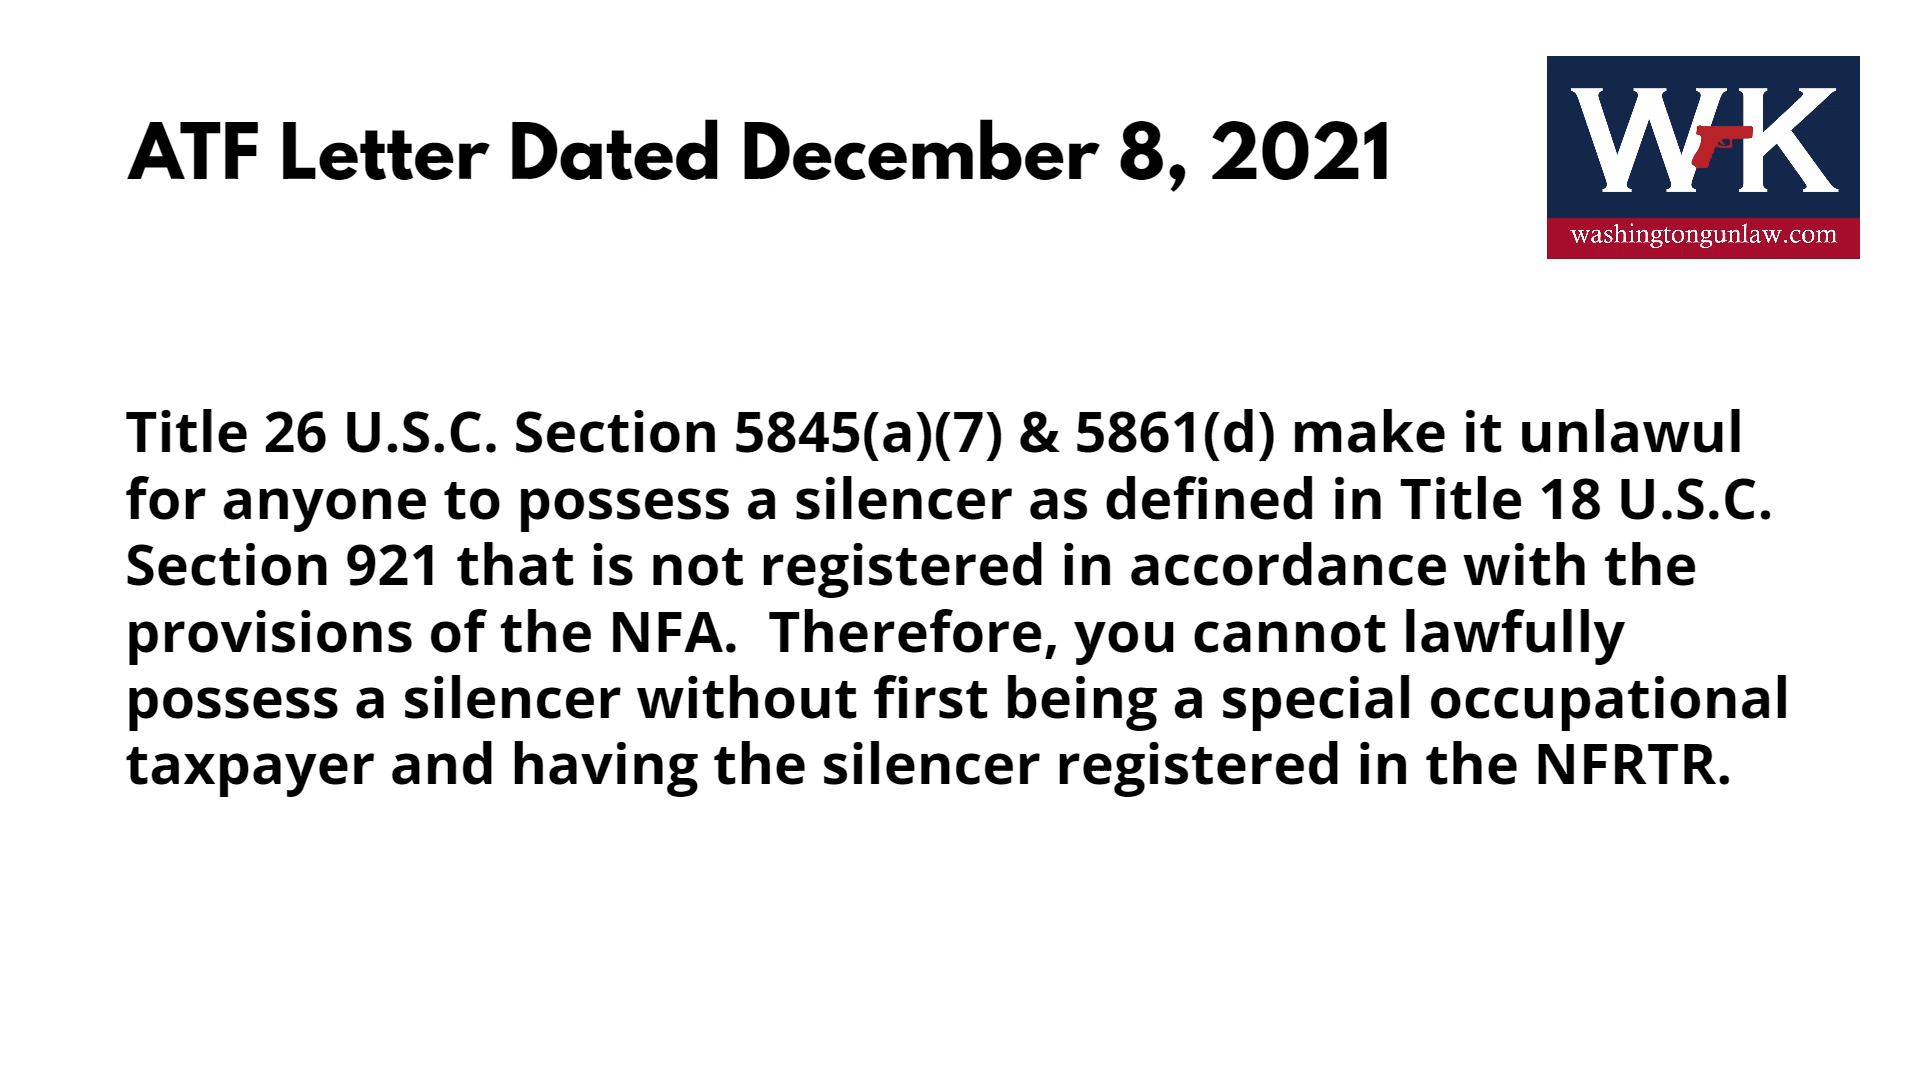 ATF Letter Dated December 8, 2021
WK
washingtongunlaw.com
Title 26 U.S.C. Section 5845(a)(7) & 5861(d) make it unlawul
for anyone to possess a silencer as defined in Title 18 U.S.C.
Section 921 that is not registered in accordance with the
provisions of the NFA.  Therefore, you cannot lawfully
possess a silencer without first being a special occupational
taxpayer and having the silencer registered in the NFRTR.